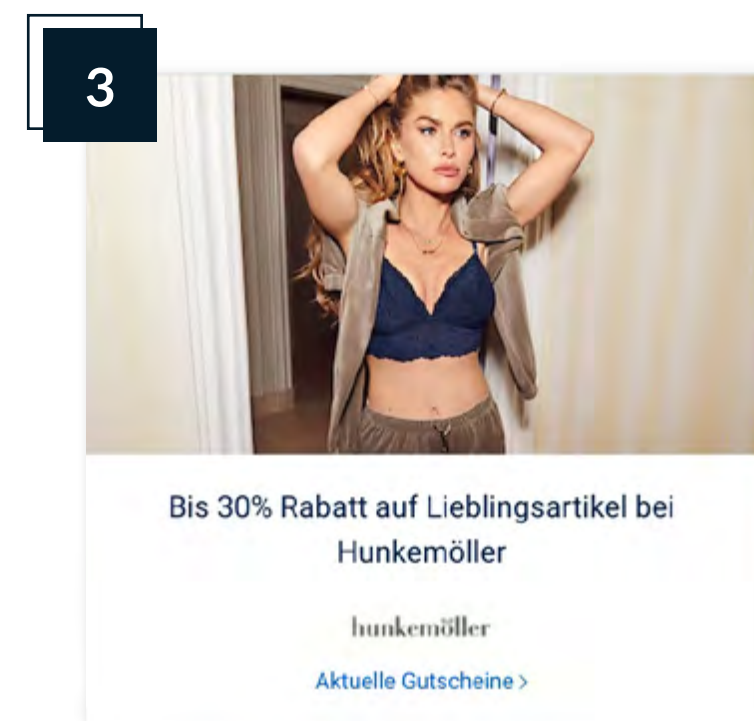 3
Bis 30% Rabatt auf Lieblingsartikel bei
Hunkemöller
hunkemöller
Aktuelle Gutscheine >